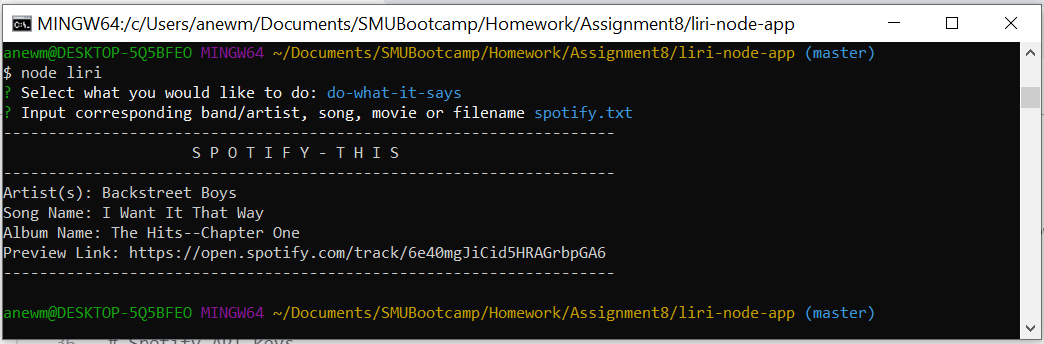 MINGW64:/c/Users/anewm/Documents/SMUBootcamp/Homework/Assignment8/liri-node-app
anewm@DESKTOP-5Q5BFEO MINGW64 ~/Documents/SMUBootcamp/Homework/Assignment8/liri-node-app (master)
$ node liri
? Select what you would like to do: do-what-it-says
? Input corresponding band/artist, song, movie or filename spotify.txt
--------------------------------------------------------------------
S P O T I F Y - T H I S
--------------------------------------------------------------------
Artist(s): Backstreet Boys
Song Name: I Want It That Way
Album Name: The Hits--Chapter One
Preview Link: https://open.spotify.com/track/6e40mgJiCid5HRAGrbpGA6
--------------------------------------------------------------------
anewm@DESKTOP-5Q5BFEO MINGW64 ~/Documents/SMUBootcamp/Homework/Assignment8/liri-node-app (master)
# Spotify API keys